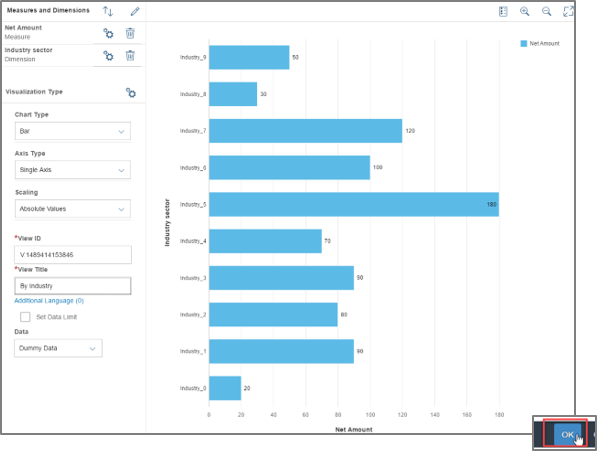 Measures and Dimensions
Net Amount
Measure
Industry sector
Dimension
Visualization Type
Chart Type
Bar
Axis Type
Single Axis
Scaling
Absolute Values
*View ID
V.1489414153846
*View Title
By Industry
Additional Language (0)
Set Data Limit
Data
Dummy Data
Net Amount
Industry sector
Industry_9 50
Industry_8 30
Industry_7 120
Industry_6 100
Industry_5 180
Industry_4 70
Industry_3 90
Industry_2 80
Industry_1 90
Industry_0 20
0 20 40 60 80 100 120 140 160 180
Net Amount
OK